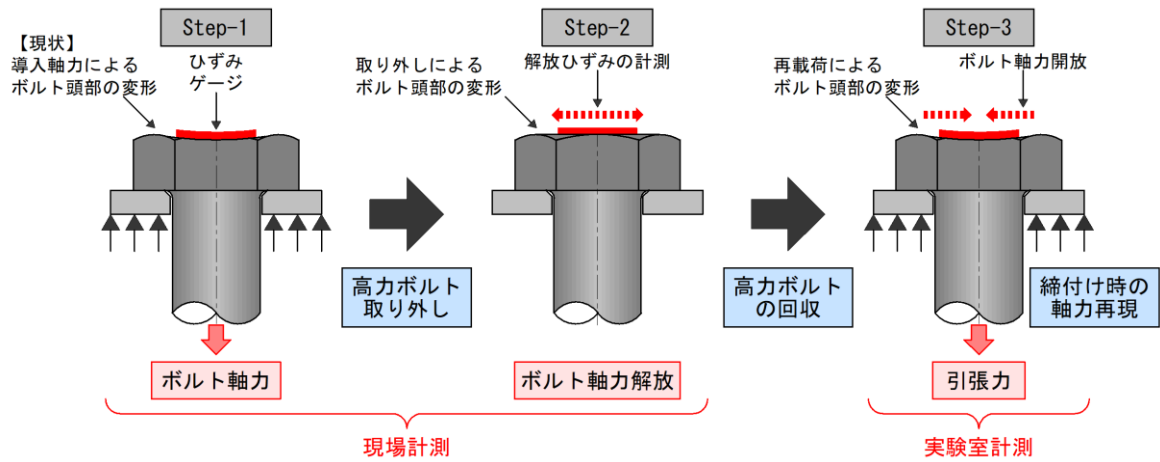 Step-1
【現状】
導入軸力による
ボルト頭部の変形
ひずみ
ゲージ
ボルト軸力
高力ボルト
取り外し
Step-2
取り外しによる
ボルト頭部の変形
解放ひずみの計測
ボルト軸力解放
現場計測
高力ボルト
の回収
Step-3
再載荷による
ボルト頭部の変形
ボルト軸力開放
締付け時の
軸力再現
引張力
実験室計測